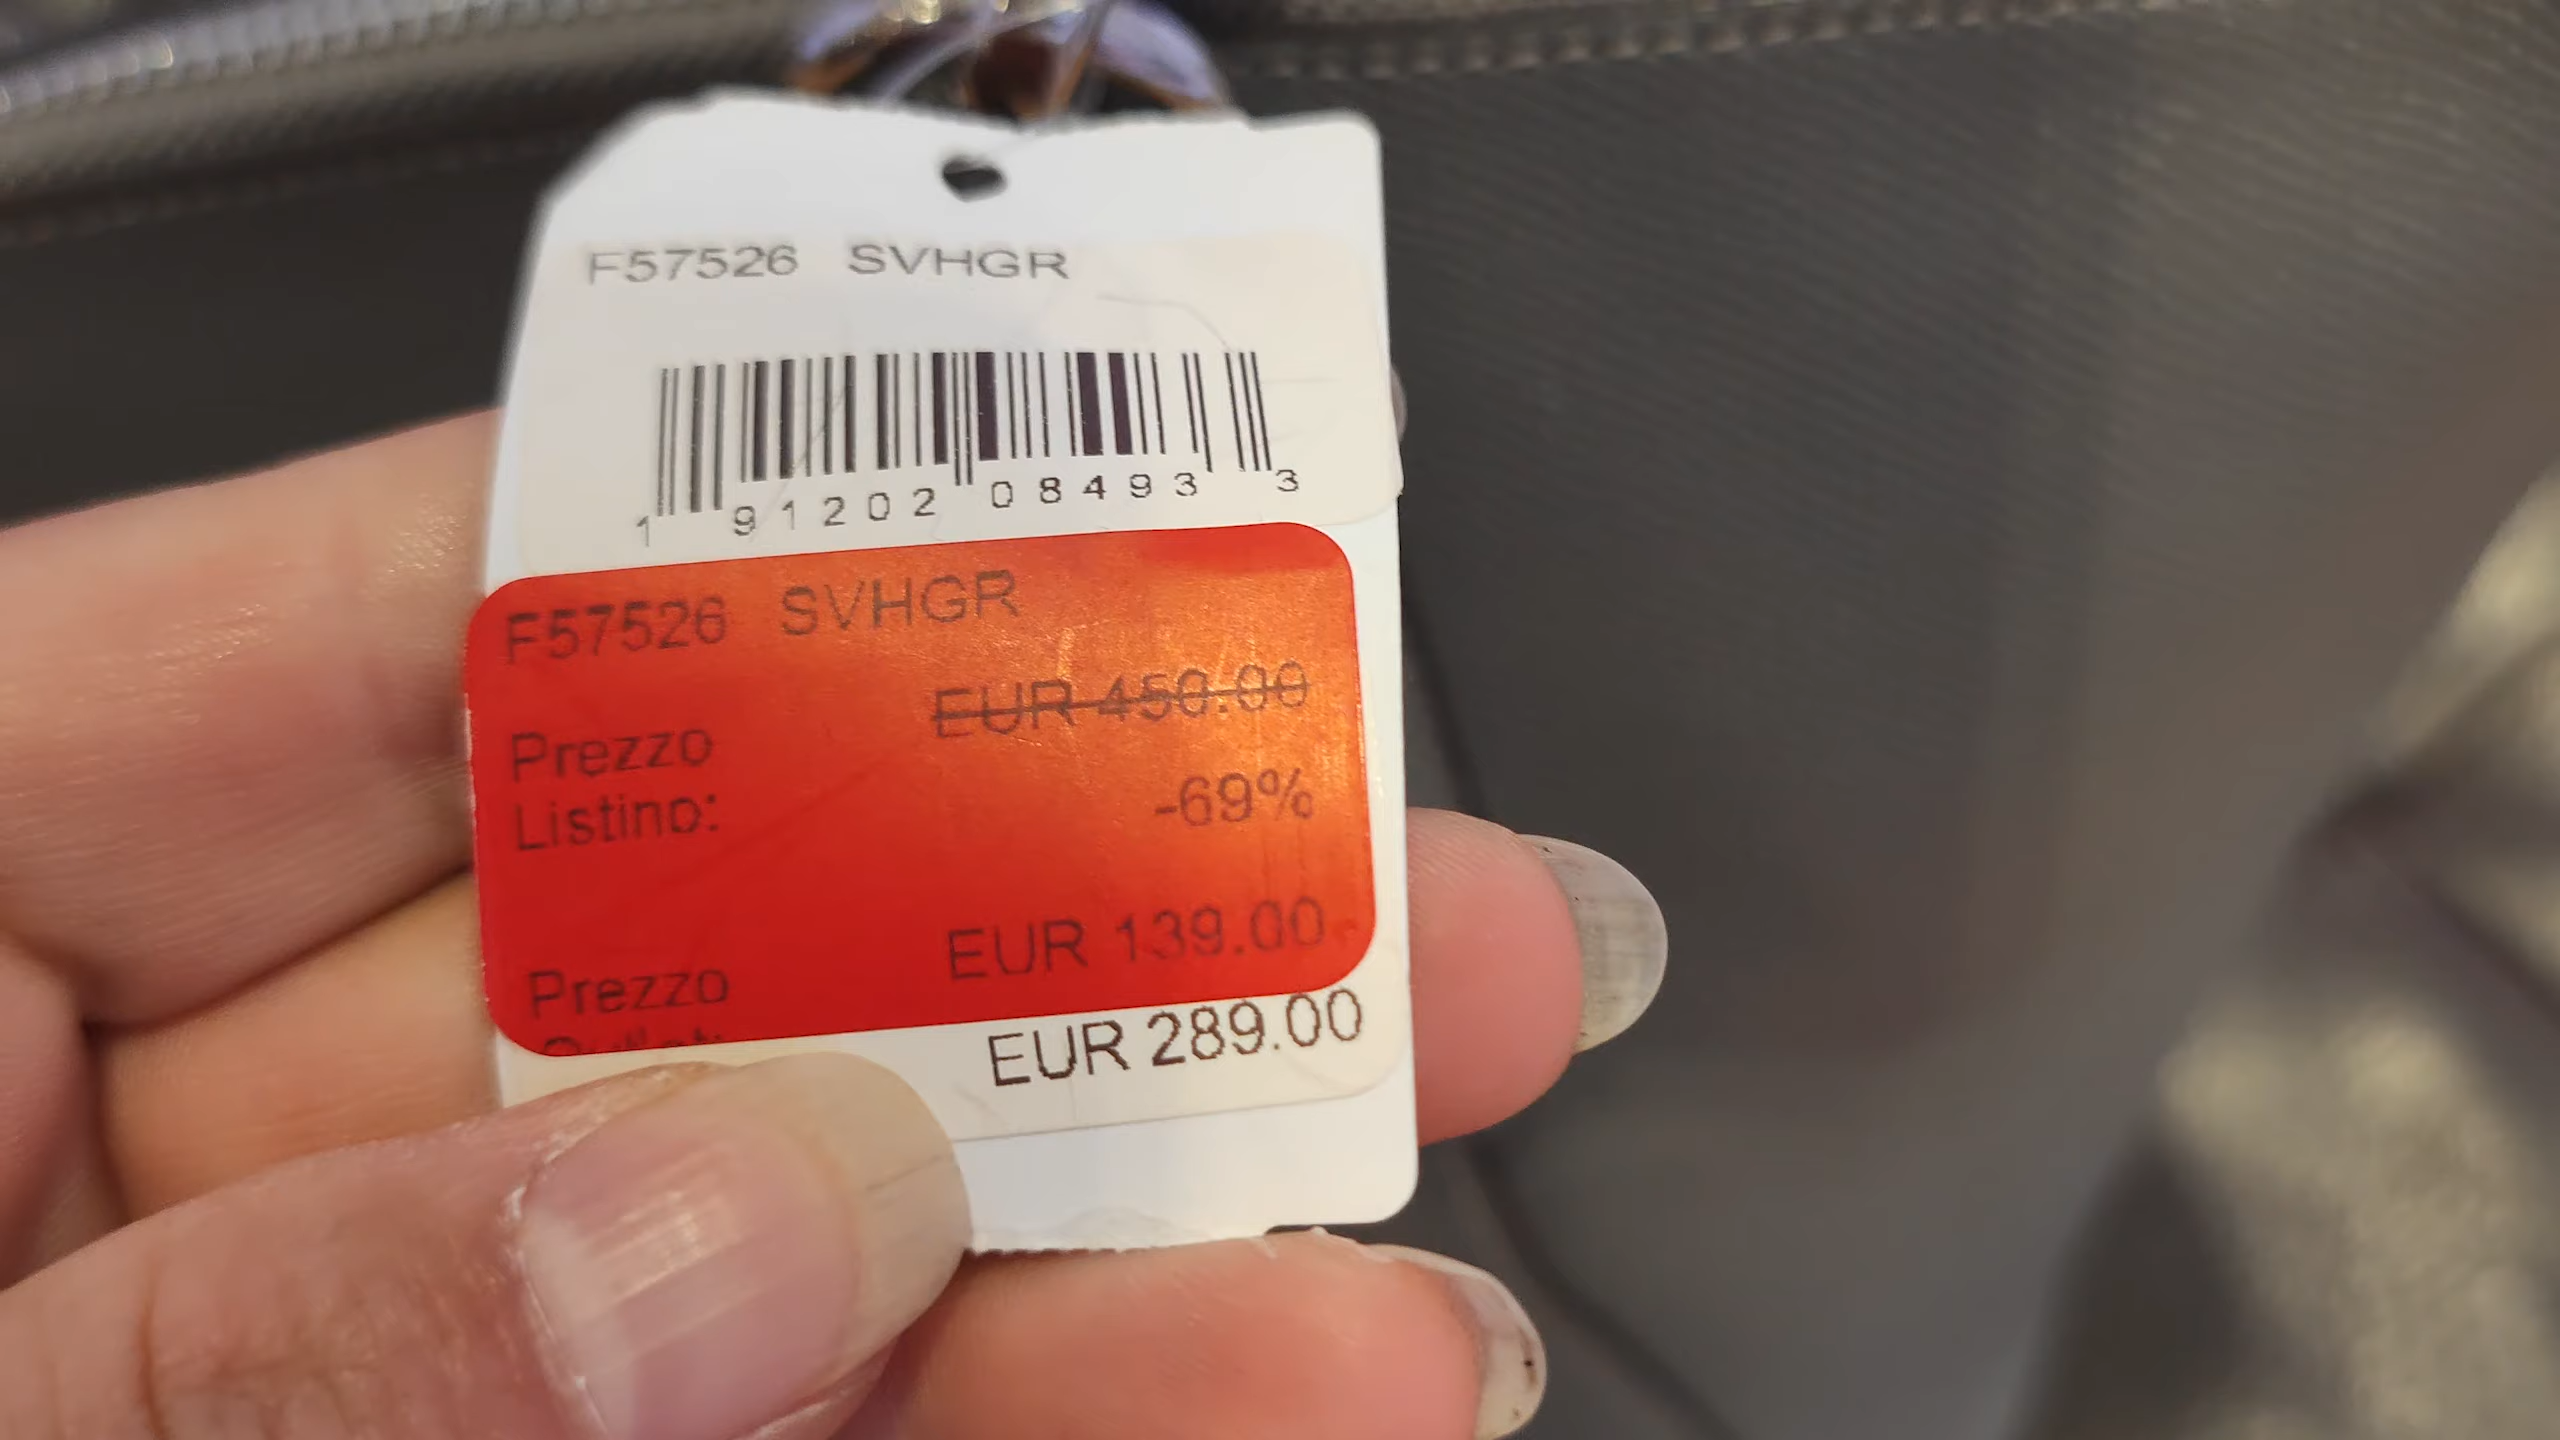 F57526 SVHGR
1 91202 08493 3
F57526 SVHGR
EUR 450.00
Prezzo
Listino:
-69%
EUR 139.00
Prezzo
Outlet:
EUR 289.00